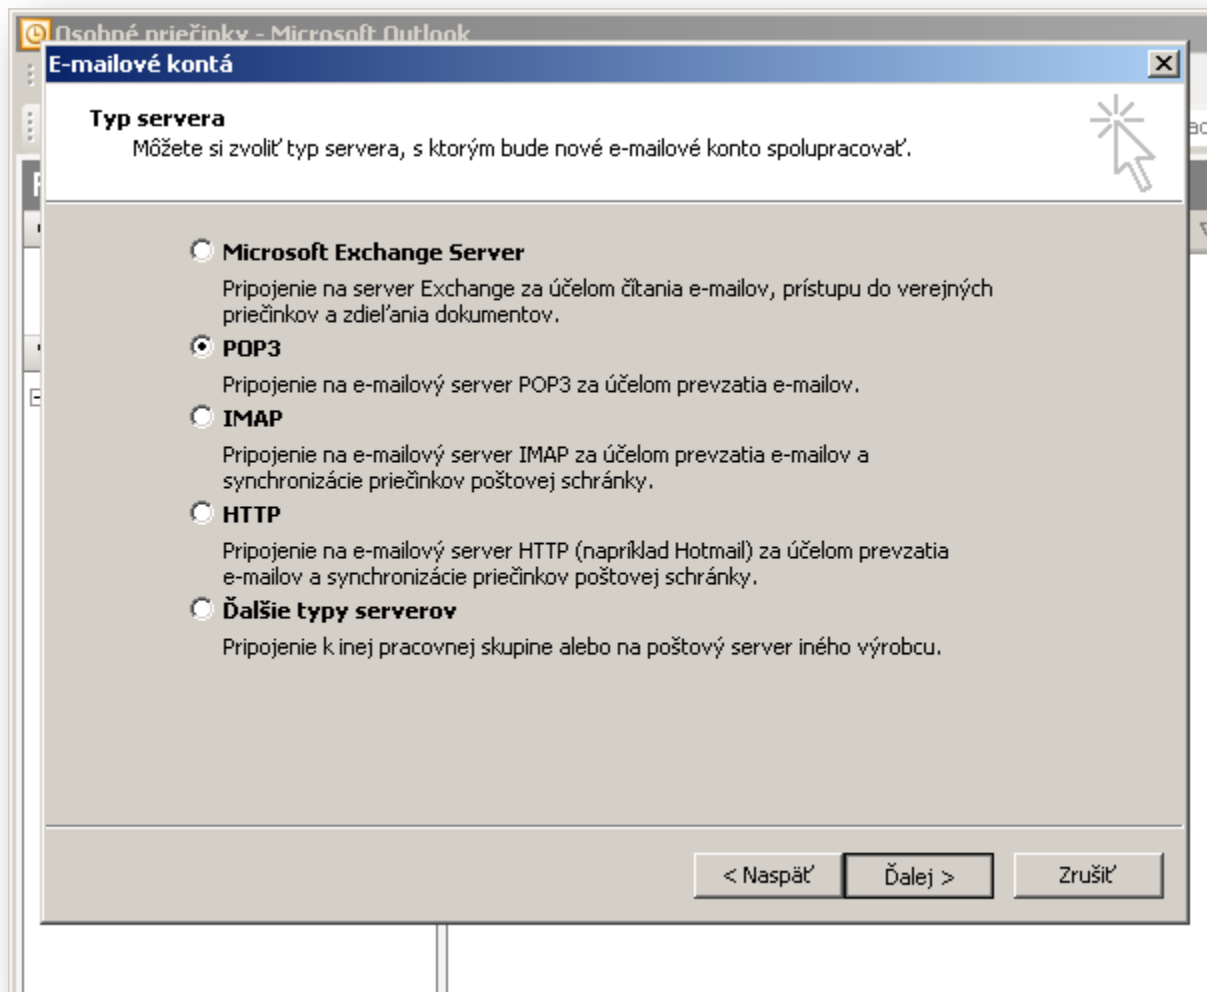 Osobné priečinky - Microsoft Outlook
E-mailové kontá
Typ servera
Môžete si zvoliť typ servera, s ktorým bude nové e-mailové konto spolupracovať.
Microsoft Exchange Server
Pripojenie na server Exchange za účelom čítania e-mailov, prístupu do verejných
priečinkov a zdieľania dokumentov.
POP3
Pripojenie na e-mailový server POP3 za účelom prevzatia e-mailov.
IMAP
Pripojenie na e-mailový server IMAP za účelom prevzatia e-mailov a
synchronizácie priečinkov poštovej schránky.
HTTP
Pripojenie na e-mailový server HTTP (napríklad Hotmail) za účelom prevzatia
e-mailov a synchronizácie priečinkov poštovej schránky.
Ďalšie typy serverov
Pripojenie k inej pracovnej skupine alebo na poštový server iného výrobcu.
< Naspäť Ďalej > Zrušiť